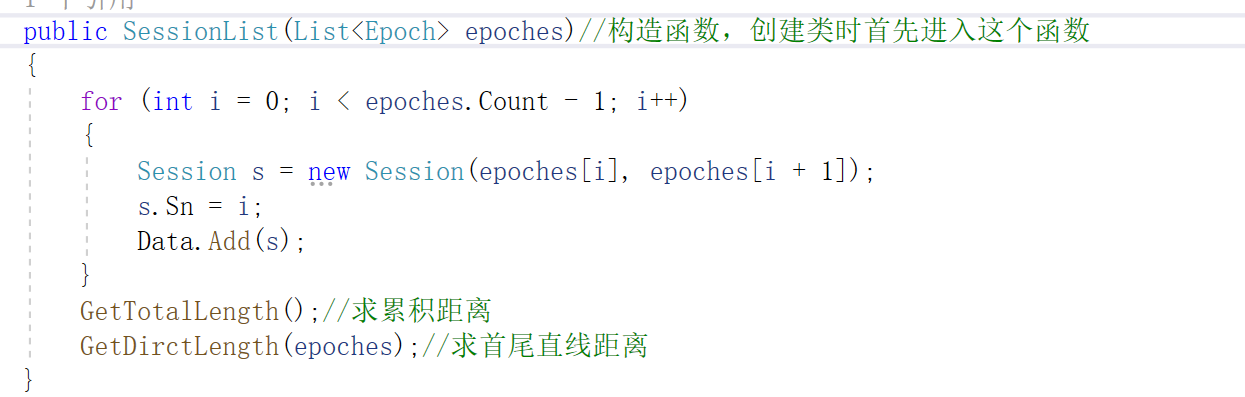 public SessionList(List<Epoch> epoches)//构造函数，创建类时首先进入这个函数
{
for (int i = 0; i < epoches.Count - 1; i++)
{
Session s = new Session(epoches[i], epoches[i + 1]);
s.Sn = i;
Data.Add(s);
}
GetTotalLength();//求累积距离
GetDirctLength(epoches);//求首尾直线距离
}